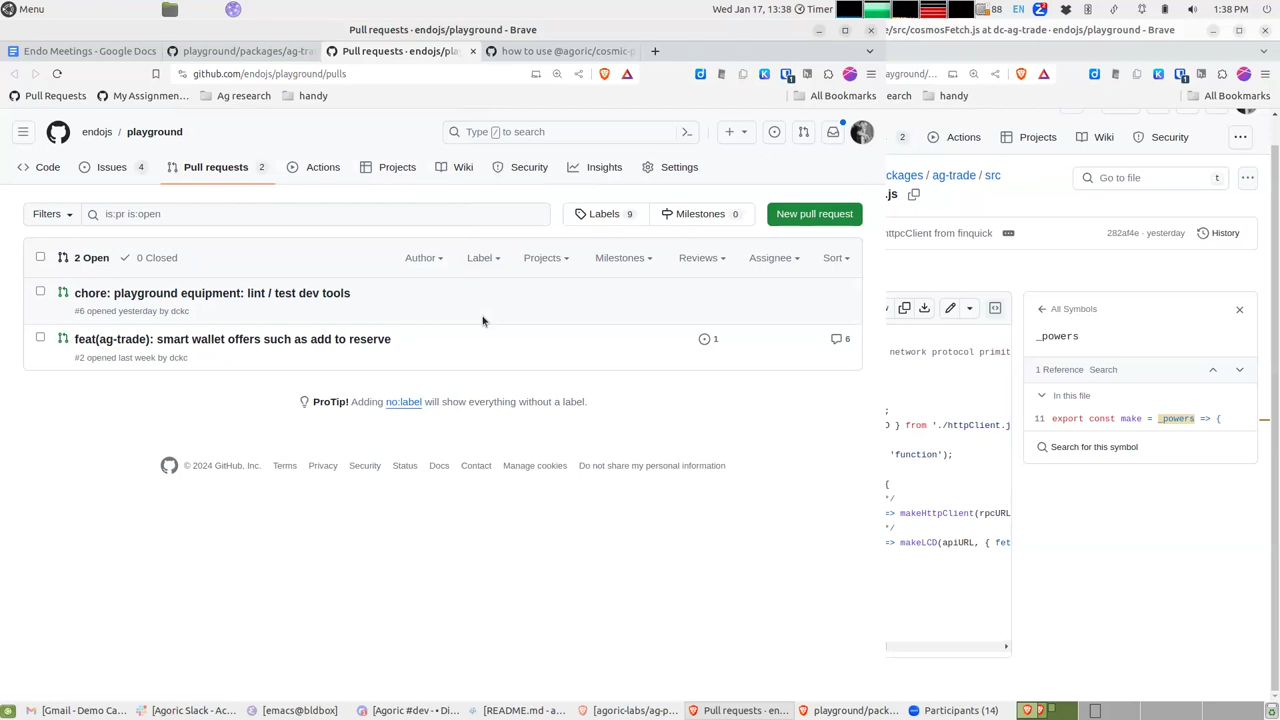 Menu
Wed Jan 17, 13:38
Timer
88
EN
1:38 PM
Pull requests · endojs/playground - Brave
/src/cosmosFetch.js at dc-ag-trade · endojs/playground - Brave
Endo Meetings - Google Docs
playground/packages/ag-tra
Pull requests · endojs/play
how to use @agoric/cosmic-p
github.com/endojs/playground/pulls
ayground/...
Pull Requests
My Assignmen...
Ag research
handy
All Bookmarks
earch
handy
All Bookmarks
endojs / playground
Type / to search
Code
Issues 4
Pull requests 2
Actions
Projects
Wiki
Security
Insights
Settings
2
Actions
Projects
Wiki
Security
Filters
is:pr is:open
Labels 9
Milestones 0
New pull request
2 Open
0 Closed
Author
Label
Projects
Milestones
Reviews
Assignee
Sort
chore: playground equipment: lint / test dev tools
#6 opened yesterday by dckc
feat(ag-trade): smart wallet offers such as add to reserve
#2 opened last week by dckc
1
6
ProTip! Adding no:label will show everything without a label.
© 2024 GitHub, Inc.
Terms
Privacy
Security
Status
Docs
Contact
Manage cookies
Do not share my personal information
ckages / ag-trade / src
.js
Go to file
t
httpcClient from finquick
282af4e · yesterday
History
network protocol primit
;
O } from './httpClient.j
'function');
{
*/
=> makeHttpClient(rpcURL
*/
=> makeLCD(apiURL, { fet
All Symbols
_powers
1 Reference
Search
In this file
11 export const make = _powers => {
Search for this symbol
[Gmail - Demo Ca...
[Agoric Slack - Ac...
[emacs@bldbox]
[Agoric #dev - • Di...
[README.md - a...
[agoric-labs/ag-p...
Pull requests · en...
playground/pack...
Participants (14)